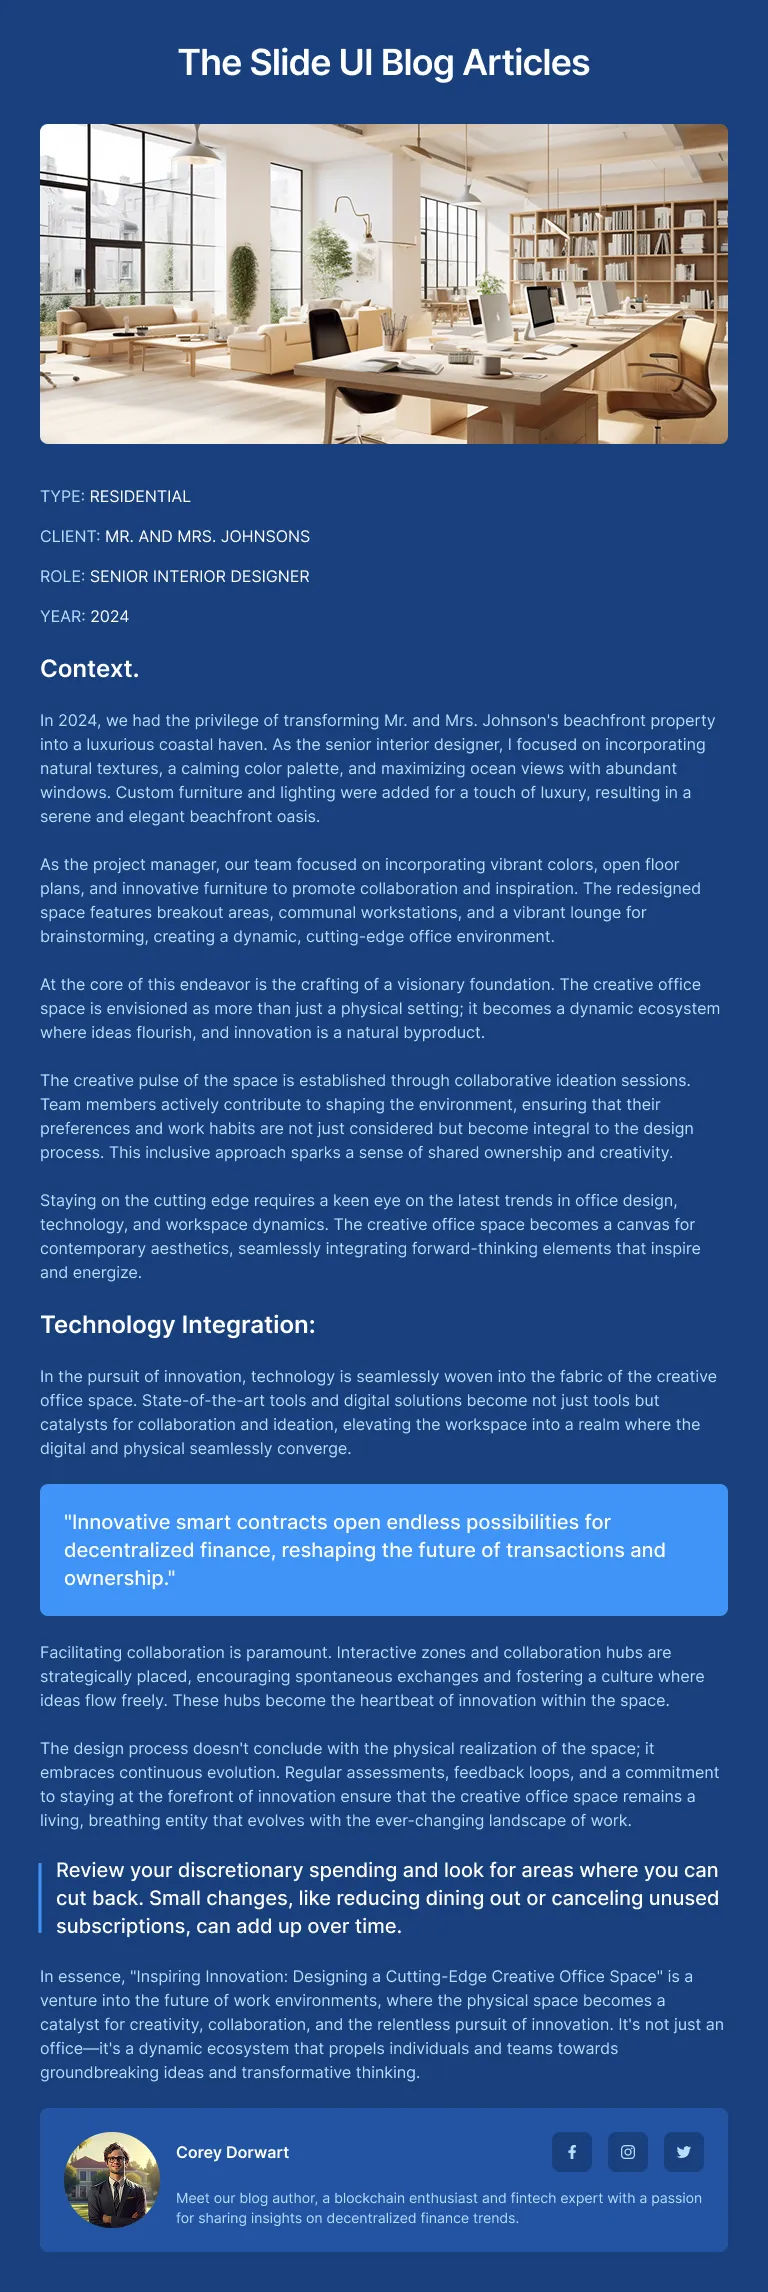 The Slide UI Blog Articles
TYPE: RESIDENTIAL
CLIENT: MR. AND MRS. JOHNSONS
ROLE: SENIOR INTERIOR DESIGNER
YEAR: 2024
Context.
In 2024, we had the privilege of transforming Mr. and Mrs. Johnson's beachfront property
into a luxurious coastal haven. As the senior interior designer, I focused on incorporating
natural textures, a calming color palette, and maximizing ocean views with abundant
windows. Custom furniture and lighting were added for a touch of luxury, resulting in a
serene and elegant beachfront oasis.
As the project manager, our team focused on incorporating vibrant colors, open floor
plans, and innovative furniture to promote collaboration and inspiration. The redesigned
space features breakout areas, communal workstations, and a vibrant lounge for
brainstorming, creating a dynamic, cutting-edge office environment.
At the core of this endeavor is the crafting of a visionary foundation. The creative office
space is envisioned as more than just a physical setting; it becomes a dynamic ecosystem
where ideas flourish, and innovation is a natural byproduct.
The creative pulse of the space is established through collaborative ideation sessions.
Team members actively contribute to shaping the environment, ensuring that their
preferences and work habits are not just considered but become integral to the design
process. This inclusive approach sparks a sense of shared ownership and creativity.
Staying on the cutting edge requires a keen eye on the latest trends in office design,
technology, and workspace dynamics. The creative office space becomes a canvas for
contemporary aesthetics, seamlessly integrating forward-thinking elements that inspire
and energize.
Technology Integration:
In the pursuit of innovation, technology is seamlessly woven into the fabric of the creative
office space. State-of-the-art tools and digital solutions become not just tools but
catalysts for collaboration and ideation, elevating the workspace into a realm where the
digital and physical seamlessly converge.
"Innovative smart contracts open endless possibilities for
decentralized finance, reshaping the future of transactions and
ownership."
Facilitating collaboration is paramount. Interactive zones and collaboration hubs are
strategically placed, encouraging spontaneous exchanges and fostering a culture where
ideas flow freely. These hubs become the heartbeat of innovation within the space.
The design process doesn't conclude with the physical realization of the space; it
embraces continuous evolution. Regular assessments, feedback loops, and a commitment
to staying at the forefront of innovation ensure that the creative office space remains a
living, breathing entity that evolves with the ever-changing landscape of work.
Review your discretionary spending and look for areas where you can
cut back. Small changes, like reducing dining out or canceling unused
subscriptions, can add up over time.
In essence, "Inspiring Innovation: Designing a Cutting-Edge Creative Office Space" is a
venture into the future of work environments, where the physical space becomes a
catalyst for creativity, collaboration, and the relentless pursuit of innovation. It's not just an
office—it's a dynamic ecosystem that propels individuals and teams towards
groundbreaking ideas and transformative thinking.
Corey Dorwart
Meet our blog author, a blockchain enthusiast and fintech expert with a passion
for sharing insights on decentralized finance trends.